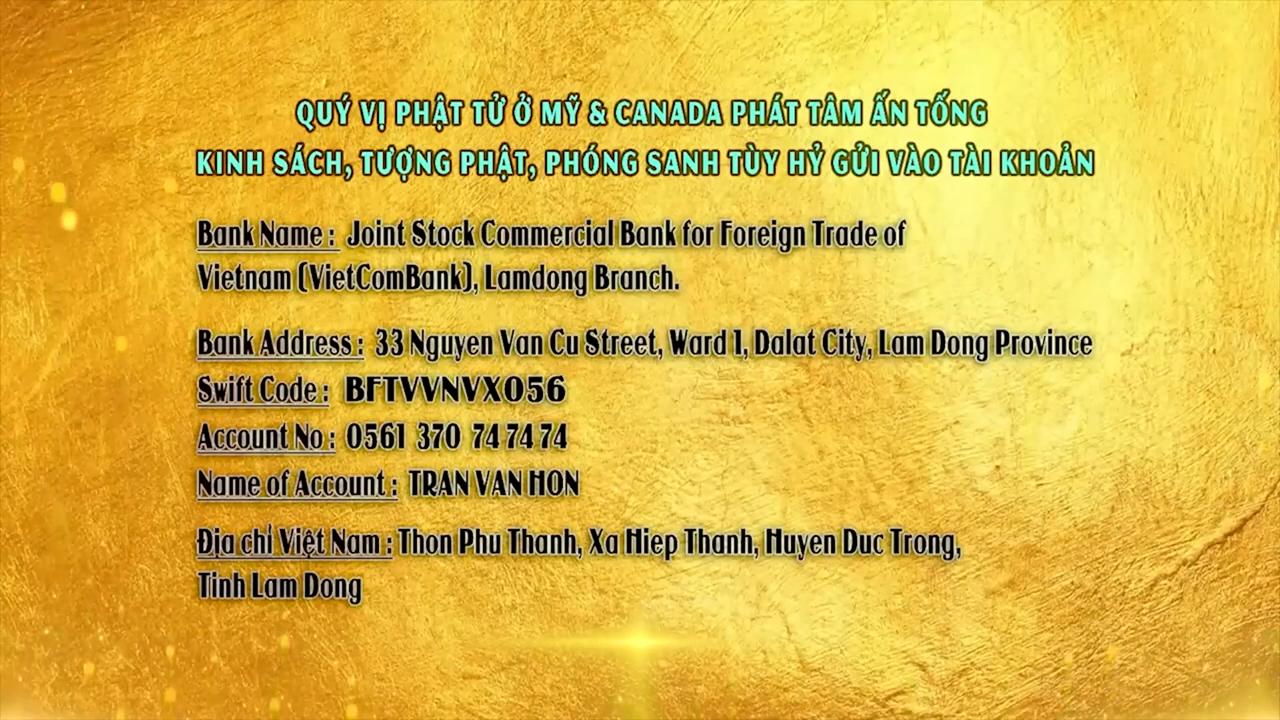 QUÝ VỊ PHẬT TỬ Ở MỸ & CANADA PHÁT TÂM ẤN TỐNG
KINH SÁCH, TƯỢNG PHẬT, PHÓNG SANH TÙY HỶ GỬI VÀO TÀI KHOẢN
Bank Name : Joint Stock Commercial Bank for Foreign Trade of
Vietnam (VietComBank), Lamdong Branch.
Bank Address : 33 Nguyen Van Cu Street, Ward 1, Dalat City, Lam Dong Province
Swift Code : BFTVVNVX056
Account No : 0561 370 74 74 74
Name of Account : TRAN VAN HON
Địa chỉ Việt Nam : Thon Phu Thanh, Xa Hiep Thanh, Huyen Duc Trong,
Tinh Lam Dong